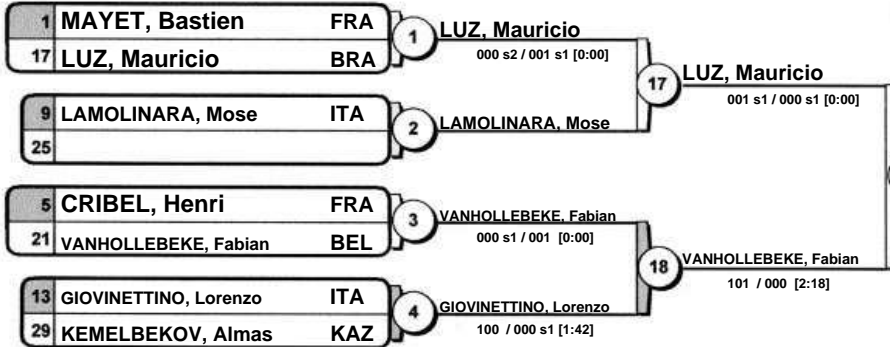 1 MAYET, Bastien FRA
17 LUZ, Mauricio BRA
1
LUZ, Mauricio
000 s2 / 001 s1 [0:00]
9 LAMOLINARA, Mose ITA
25
2
LAMOLINARA, Mose
17
LUZ, Mauricio
001 s1 / 000 s1 [0:00]
5 CRIBEL, Henri FRA
21 VANHOLLEBEKE, Fabian BEL
3
VANHOLLEBEKE, Fabian
000 s1 / 001 [0:00]
13 GIOVINETTINO, Lorenzo ITA
29 KEMELBEKOV, Almas KAZ
4
GIOVINETTINO, Lorenzo
100 / 000 s1 [1:42]
18
VANHOLLEBEKE, Fabian
101 / 000 [2:18]